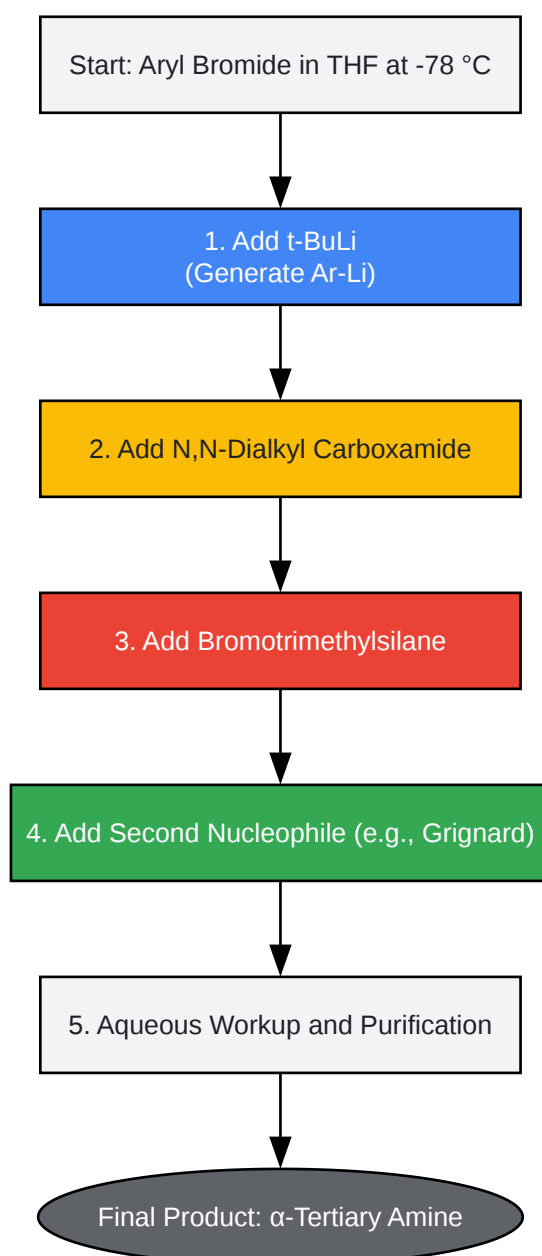 Start: Aryl Bromide in THF at -78 °C
1. Add t-BuLi
(Generate Ar-Li)
2. Add N,N-Dialkyl Carboxamide
3. Add Bromotrimethylsilane
4. Add Second Nucleophile (e.g., Grignard)
5. Aqueous Workup and Purification
Final Product: α-Tertiary Amine